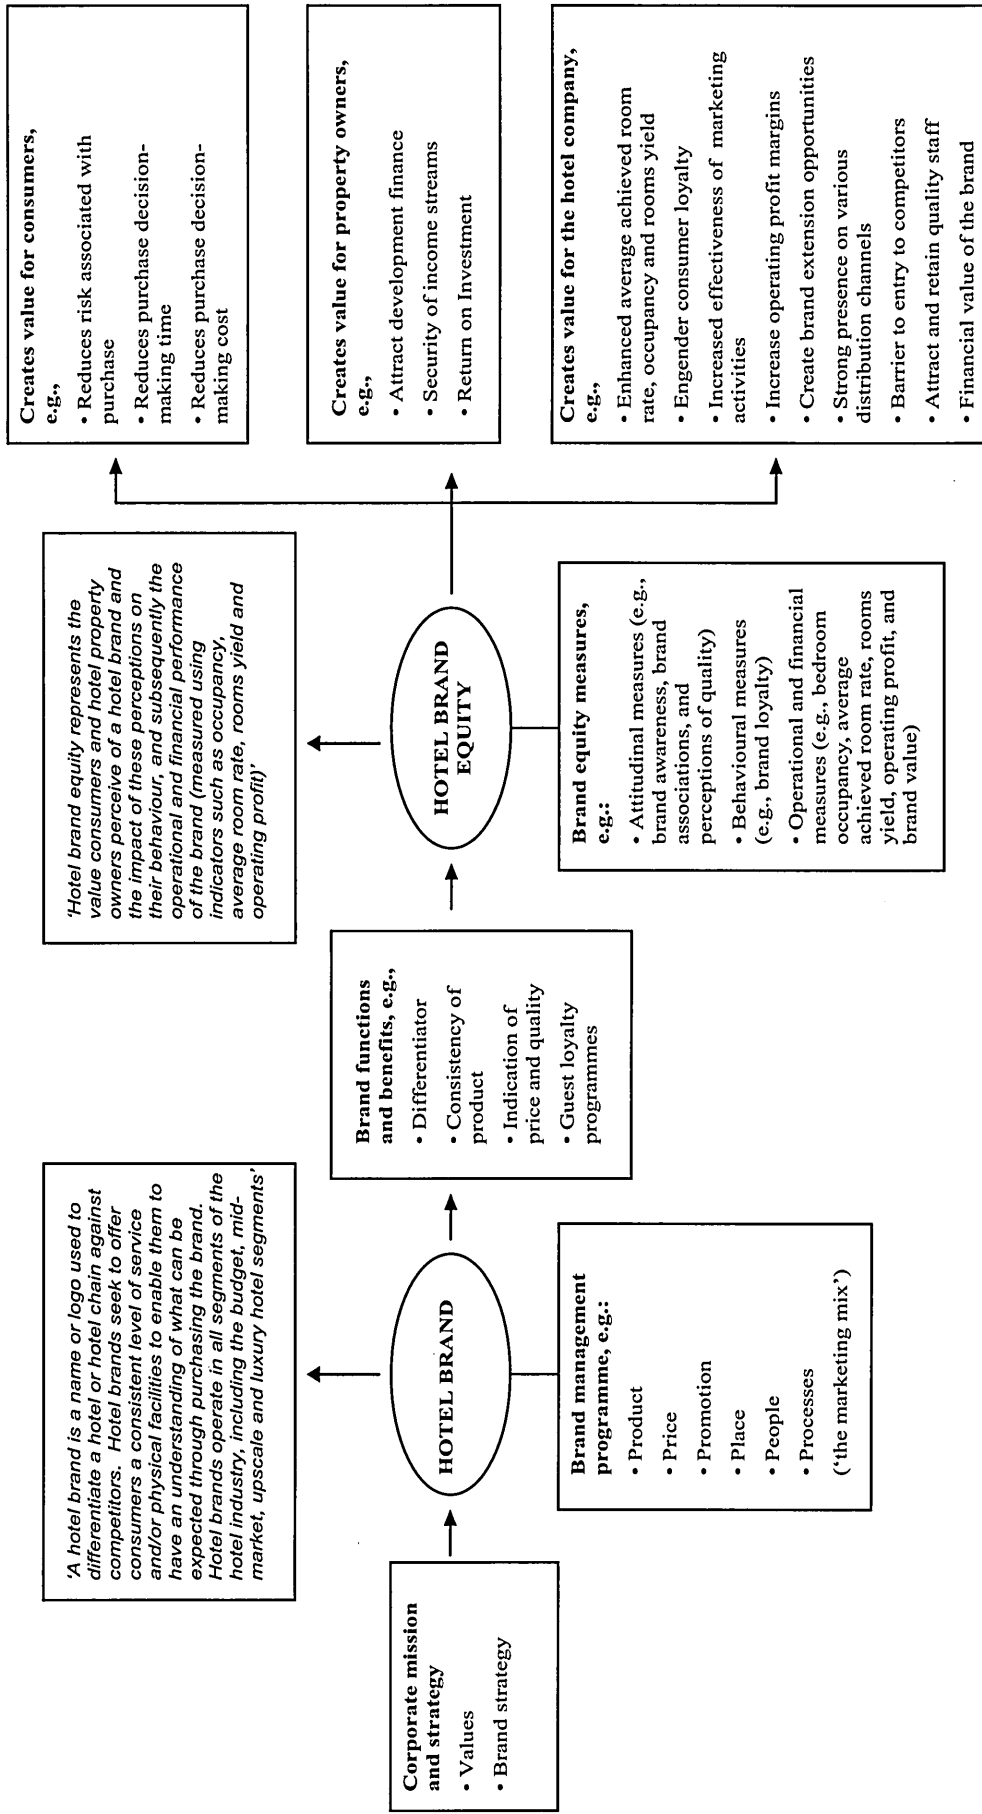 Corporate mission
and strategy
• Values
• Brand strategy
'A hotel brand is a name or logo used to
differentiate a hotel or hotel chain against
competitors. Hotel brands seek to offer
consumers a consistent level of service
and/or physical facilities to enable them to
have an understanding of what can be
expected through purchasing the brand.
Hotel brands operate in all segments of the
hotel industry, including the budget, mid-
market, upscale and luxury hotel segments'
HOTEL BRAND
Brand management
programme, e.g.:
• Product
• Price
• Promotion
• Place
• People
• Processes
('the marketing mix')
Brand functions
and benefits, e.g.,
• Differentiator
• Consistency of
product
• Indication of
price and quality
• Guest loyalty
programmes
'Hotel brand equity represents the
value consumers and hotel property
owners perceive of a hotel brand and
the impact of these perceptions on
their behaviour, and subsequently the
operational and financial performance
of the brand (measured using
indicators such as occupancy,
average room rate, rooms yield and
operating profit)'
HOTEL BRAND
EQUITY
Brand equity measures,
e.g.:
• Attitudinal measures (e.g.,
brand awareness, brand
associations, and
perceptions of quality)
• Behavioural measures
(e.g., brand loyalty)
• Operational and financial
measures (e.g., bedroom
occupancy, average
achieved room rate, rooms
yield, operating profit, and
brand value)
Creates value for consumers,
e.g.,
• Reduces risk associated with
purchase
• Reduces purchase decision-
making time
• Reduces purchase decision-
making cost
Creates value for property owners,
e.g.,
• Attract development finance
• Security of income streams
• Return on Investment
Creates value for the hotel company,
e.g.,
• Enhanced average achieved room
rate, occupancy and rooms yield
• Engender consumer loyalty
• Increased effectiveness of marketing
activities
• Increase operating profit margins
• Create brand extension opportunities
• Strong presence on various
distribution channels
• Barrier to entry to competitors
• Attract and retain quality staff
• Financial value of the brand